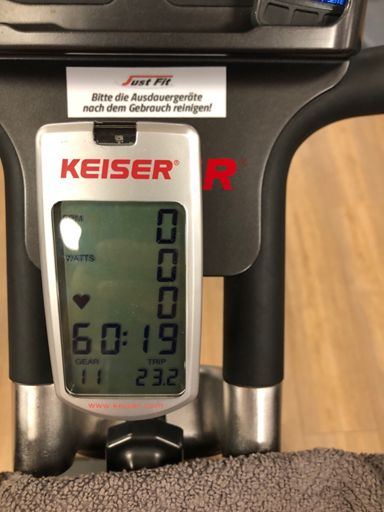 Just Fit
Bitte die Ausdauergeräte
nach dem Gebrauch reinigen!
KEISER®
R®
RPM 0
WATTS 0
0
60:19
GEAR TRIP
11 23.2
www.keiser.com